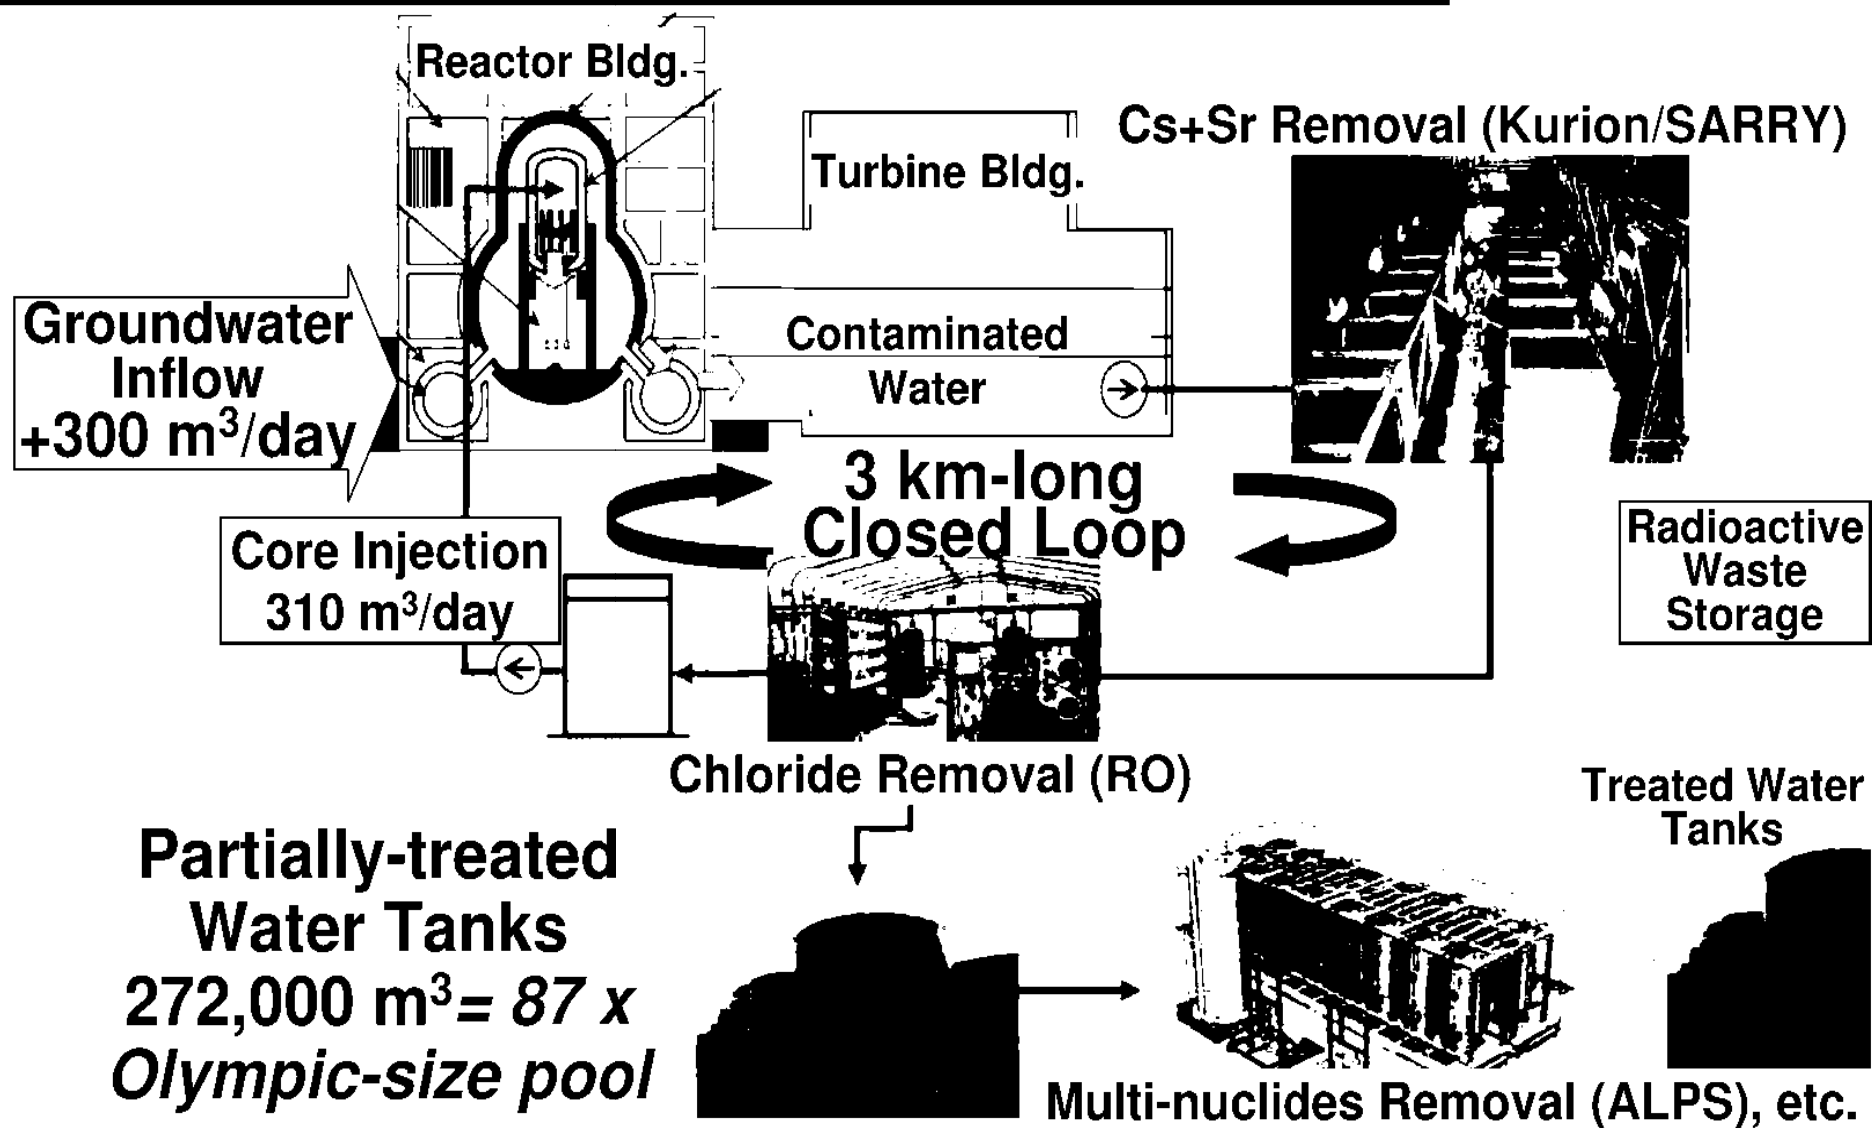 Reactor Bldg.
Cs+Sr Removal (Kurion/SARRY)
Turbine Bldg.
Groundwater
Inflow
+300 m³/day
Contaminated
Water
3 km-long
Closed Loop
Core Injection
310 m³/day
Radioactive
Waste
Storage
Chloride Removal (RO)
Treated Water
Tanks
Partially-treated
Water Tanks
272,000 m³= 87 x
Olympic-size pool
Multi-nuclides Removal (ALPS), etc.